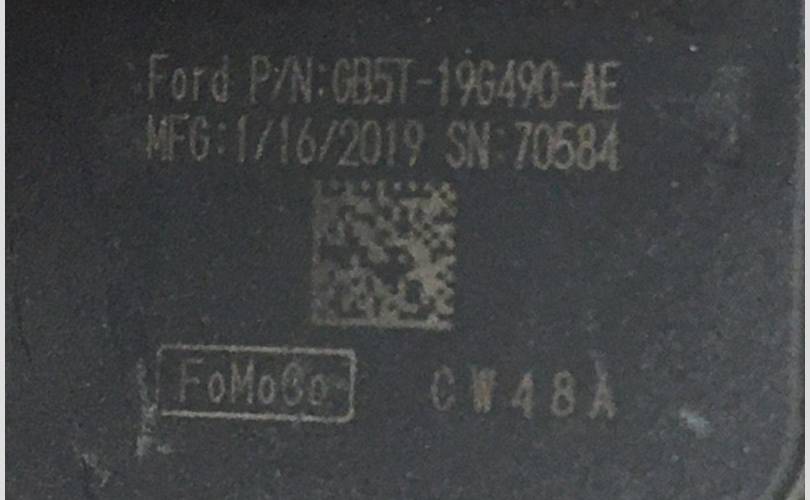 Ford P/N:GB5T-19G490-AE
MFG:1/16/2019 SN:70584
FoMoCo
CW48A